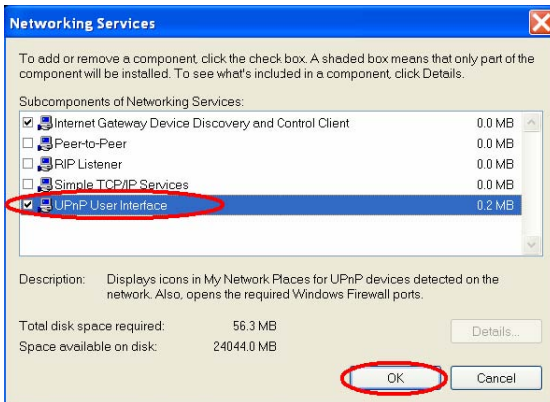 Networking Services
To add or remove a component, click the check box. A shaded box means that only part of the
component will be installed. To see what's included in a component, click Details.
Subcomponents of Networking Services:
Internet Gateway Device Discovery and Control Client 0.0 MB
Peer-to-Peer 0.0 MB
RIP Listener 0.0 MB
Simple TCP/IP Services 0.0 MB
UPnP User Interface 0.2 MB
Description: Displays icons in My Network Places for UPnP devices detected on the
network. Also, opens the required Windows Firewall ports.
Total disk space required: 56.3 MB
Space available on disk: 24044.0 MB
Details...
OK Cancel